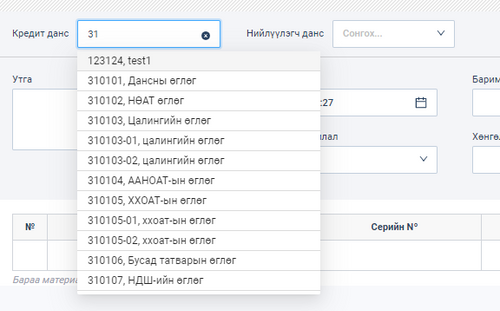 Кредит данс
31
Нийлүүлэгч данс
Сонгох...
123124, test1
310101, Дансны өглөг
310102, НӨАТ өглөг
310103, Цалингийн өглөг
310103-01, цалингийн өглөг
310103-02, цалингийн өглөг
310104, ААНОАТ-ын өглөг
310105, ХХОАТ-ын өглөг
310105-01, ххоат-ын өглөг
310105-02, ххоат-ын өглөг
310106, Бусад татварын өглөг
310107, НДШ-ийн өглөг
Утга
:27
Барим
лал
Хөнгөл
№
Серийн №
Бараа матери